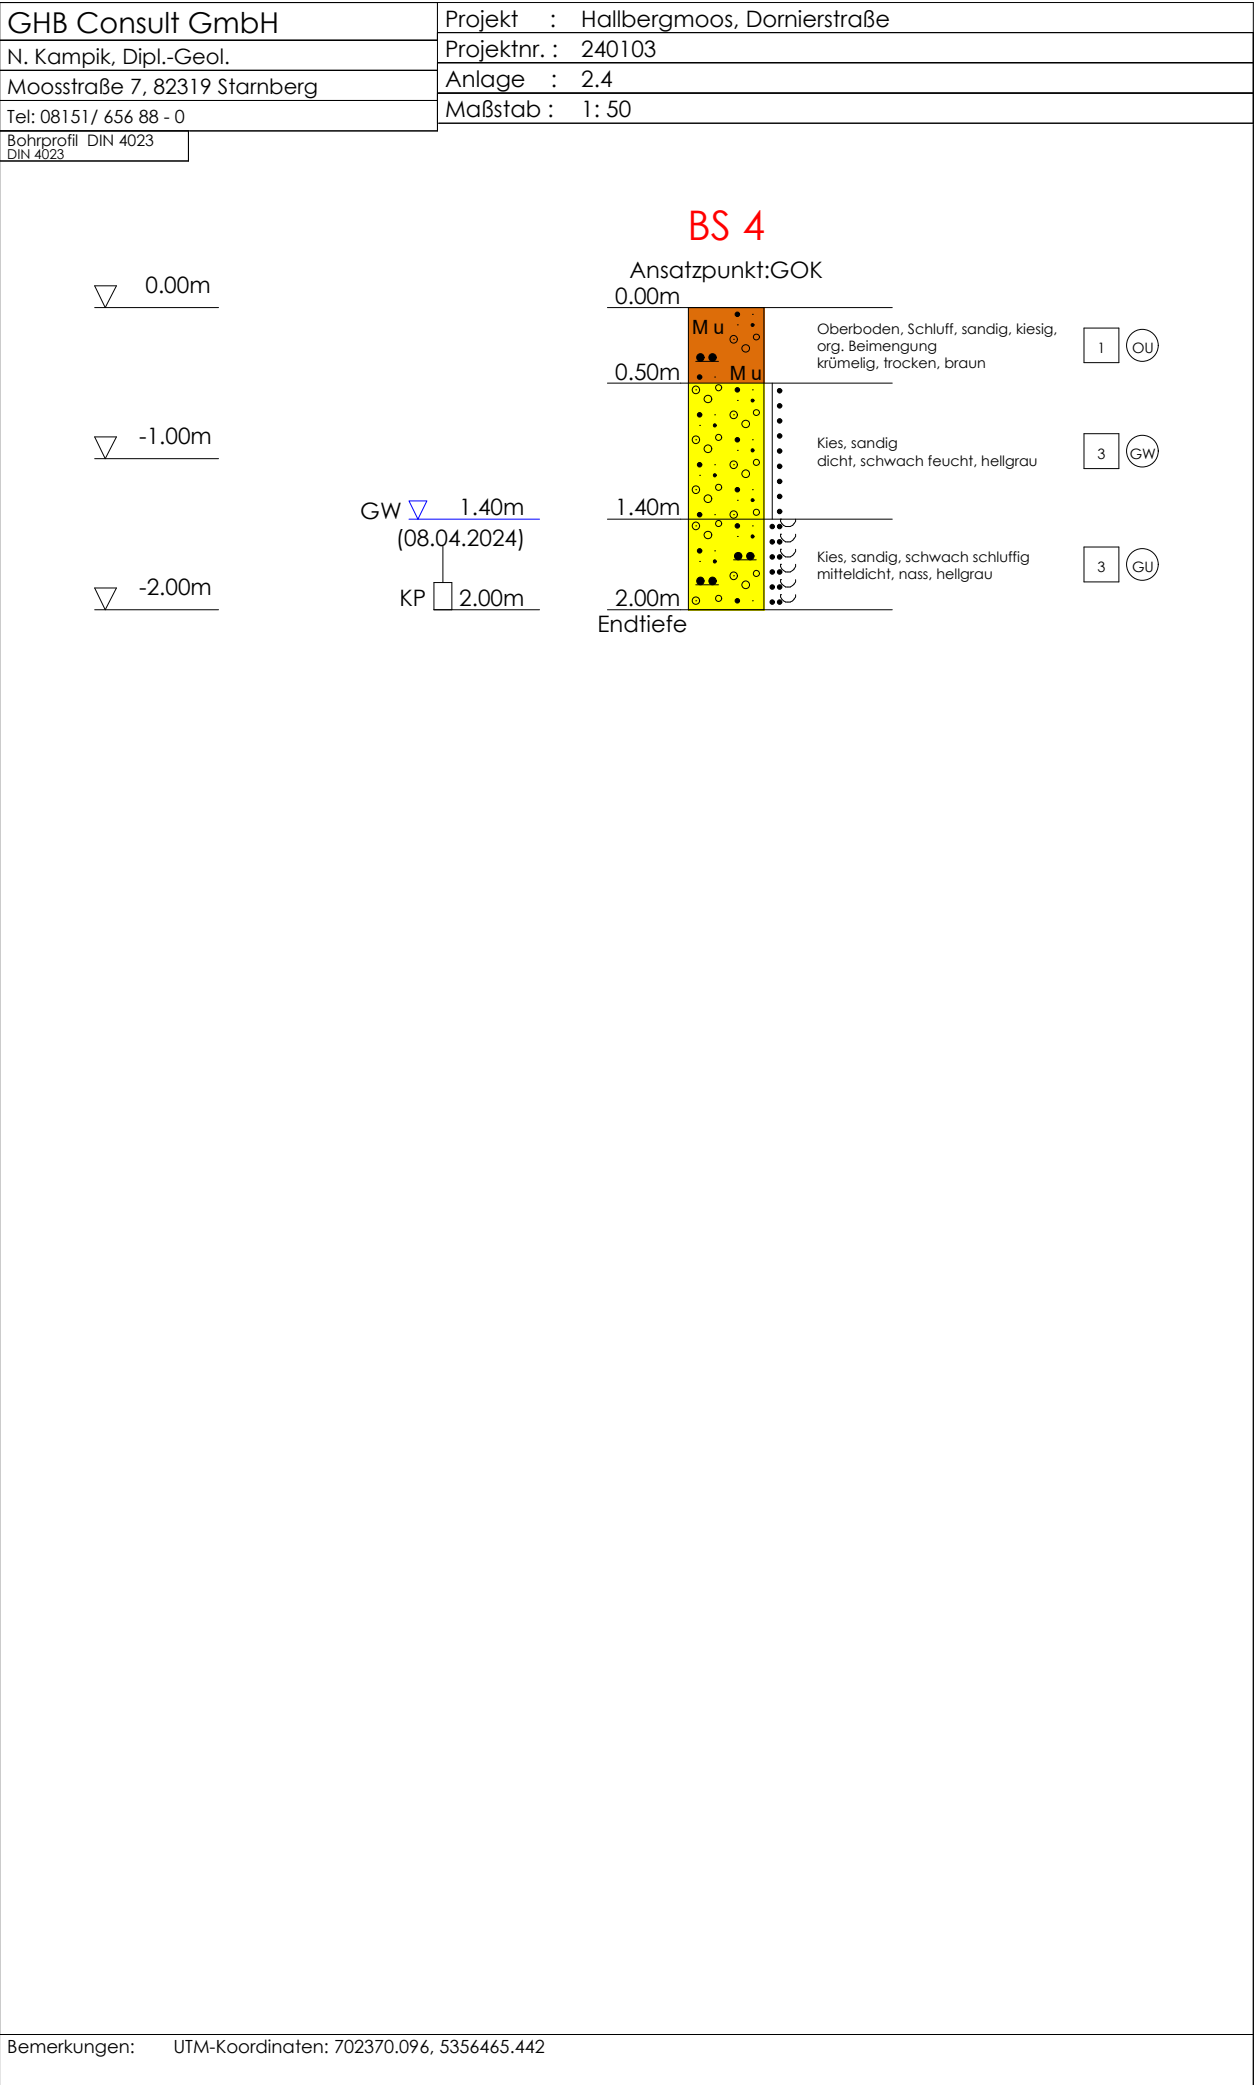 GHB Consult GmbH
N. Kampik, Dipl.-Geol.
Moosstraße 7, 82319 Starnberg
Tel: 08151/ 656 88 - 0
Projekt : Hallbergmoos, Dornierstraße
Projektnr. : 240103
Anlage : 2.4
Maßstab : 1: 50
Bohrprofil DIN 4023
DIN 4023
BS 4
Ansatzpunkt:GOK
0.00m
0.00m
Mu
Oberboden, Schluff, sandig, kiesig,
org. Beimengung
krümelig, trocken, braun
1 OU
0.50m
Mu
-1.00m
Kies, sandig
dicht, schwach feucht, hellgrau
3 GW
GW 1.40m
1.40m
(08.04.2024)
Kies, sandig, schwach schluffig
mitteldicht, nass, hellgrau
3 GU
-2.00m
KP 2.00m
2.00m
Endtiefe
Bemerkungen: UTM-Koordinaten: 702370.096, 5356465.442